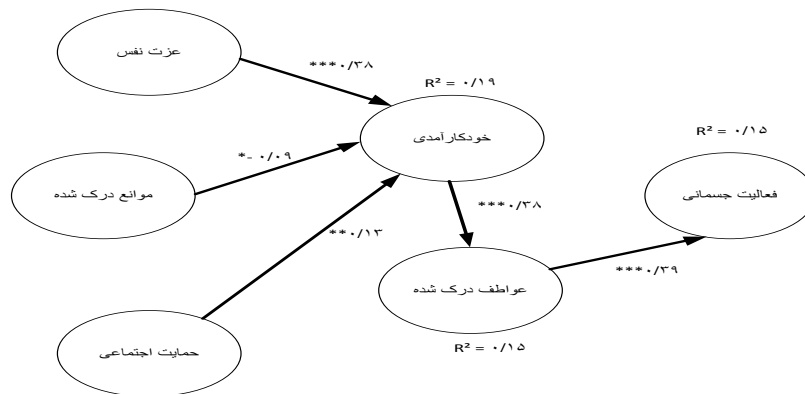 عزت نفس
***۰/۳۸
R² = ۰/۱۹
خودکارآمدی
R² = ۰/۱۵
*- ۰/۰۹
موانع درک شده
***۰/۳۸
فعالیت جسمانی
**۰/۱۳
***۰/۳۹
عواطف درک شده
حمایت اجتماعی
R² = ۰/۱۵